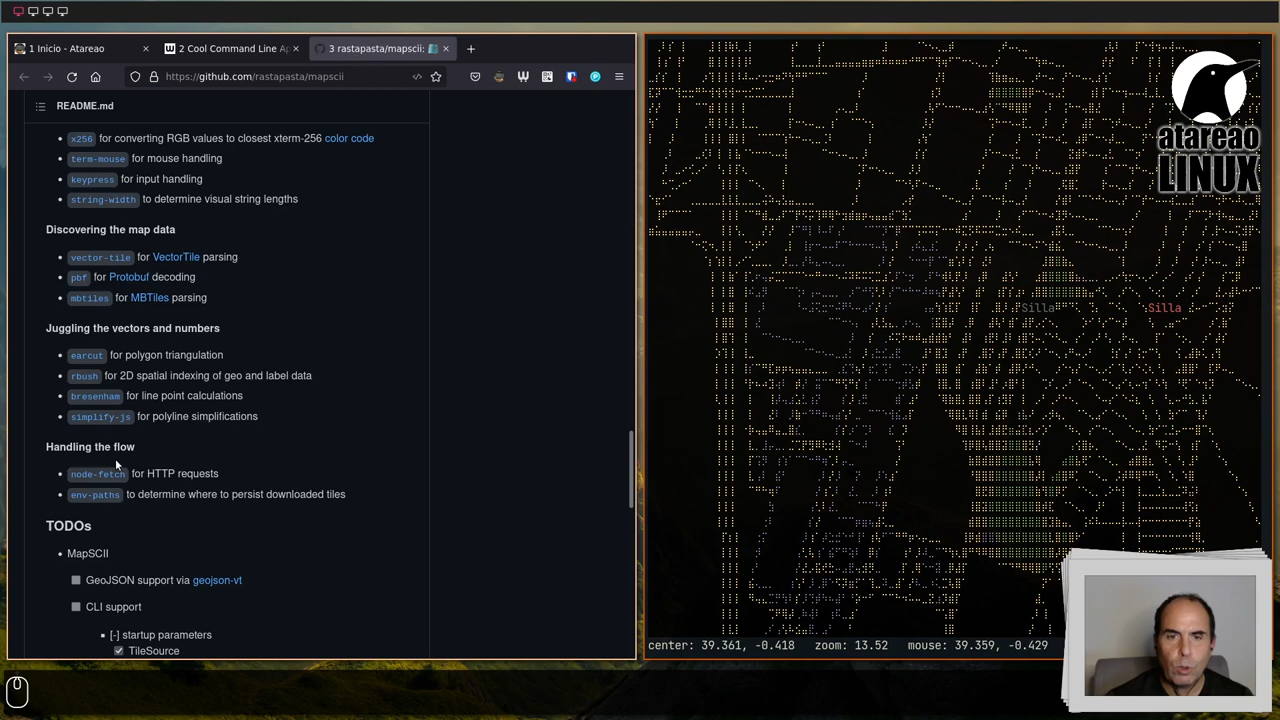 1 Inicio - Atareao
2 Cool Command Line Ap
3 rastapasta/mapscii:
https://github.com/rastapasta/mapscii
README.md
x256 for converting RGB values to closest xterm-256 color code
term-mouse for mouse handling
keypress for input handling
string-width to determine visual string lengths
Discovering the map data
vector-tile for VectorTile parsing
pbf for Protobuf decoding
mbtiles for MBTiles parsing
Juggling the vectors and numbers
earcut for polygon triangulation
rbush for 2D spatial indexing of geo and label data
bresenham for line point calculations
simplify-js for polyline simplifications
Handling the flow
node-fetch for HTTP requests
env-paths to determine where to persist downloaded tiles
TODOs
MapSCII
GeoJSON support via geojson-vt
CLI support
[-] startup parameters
TileSource
atareao
LINUX
Silla
Silla
center: 39.361, -0.418 zoom: 13.52 mouse: 39.359, -0.429